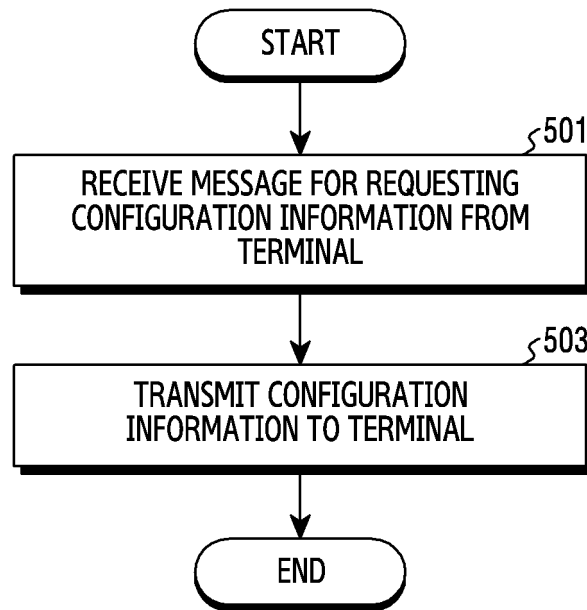 START
501
RECEIVE MESSAGE FOR REQUESTING
CONFIGURATION INFORMATION FROM
TERMINAL
503
TRANSMIT CONFIGURATION
INFORMATION TO TERMINAL
END